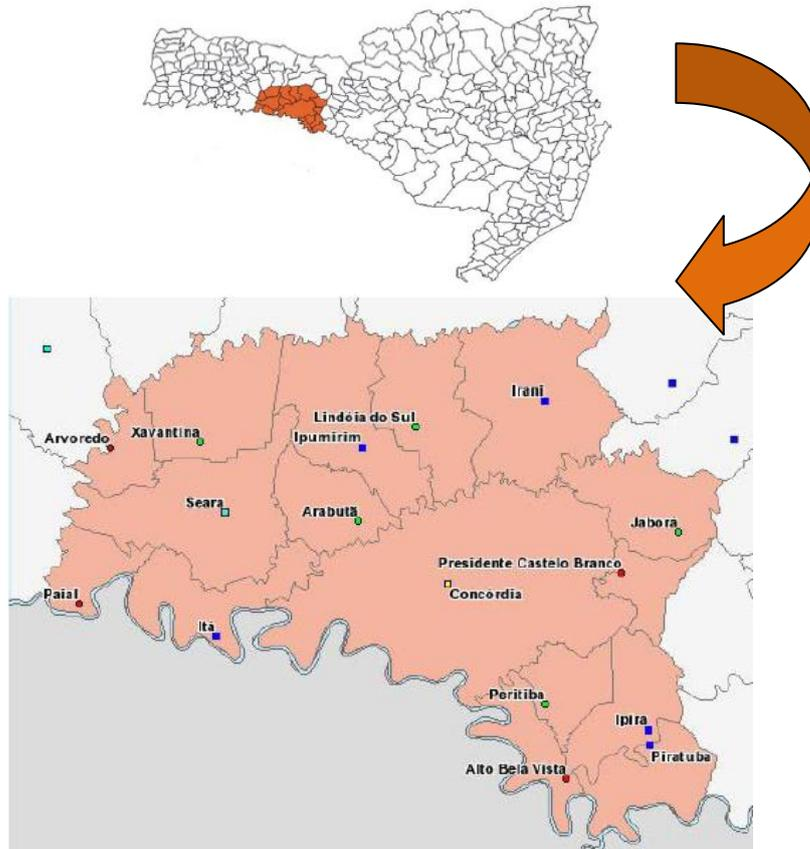 Irani
Lindóia do Sul
Xavantina
Arvoredo
Ipumirim
Seara
Arabutã
Jaborá
Presidente Castelo Branco
Concórdia
Paial
Itá
Peritiba
Ipira
Piratuba
Alto Bela Vista